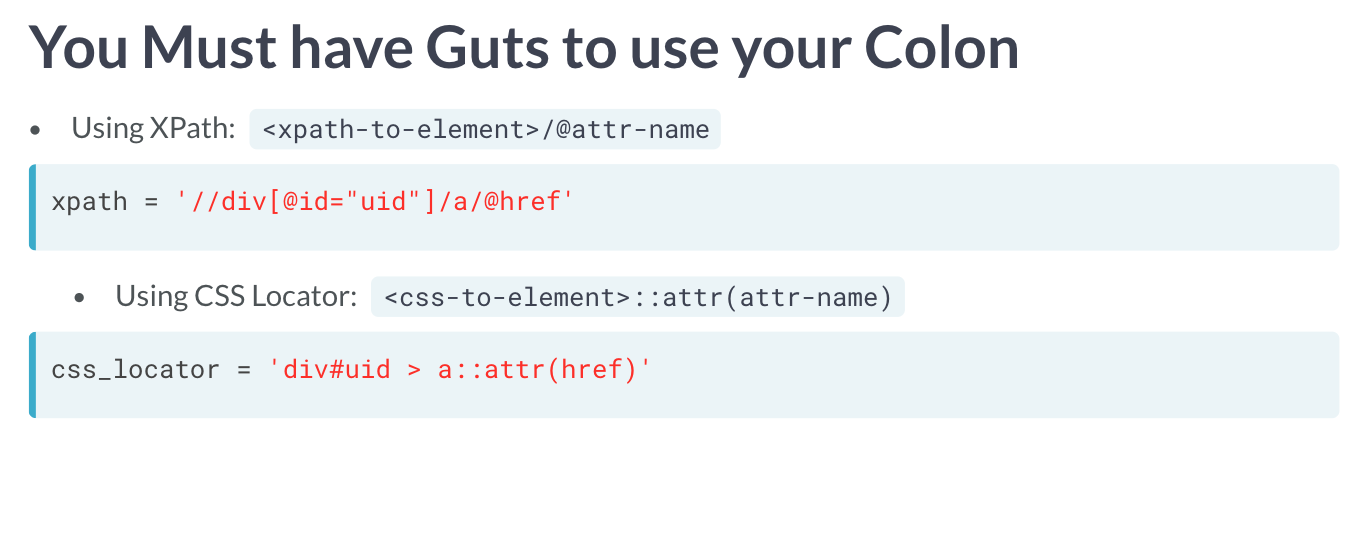 You Must have Guts to use your Colon
• Using XPath: <xpath-to-element>/@attr-name
xpath = '//div[@id="uid"]/a/@href'
• Using CSS Locator: <css-to-element>::attr(attr-name)
css_locator = 'div#uid > a::attr(href)'